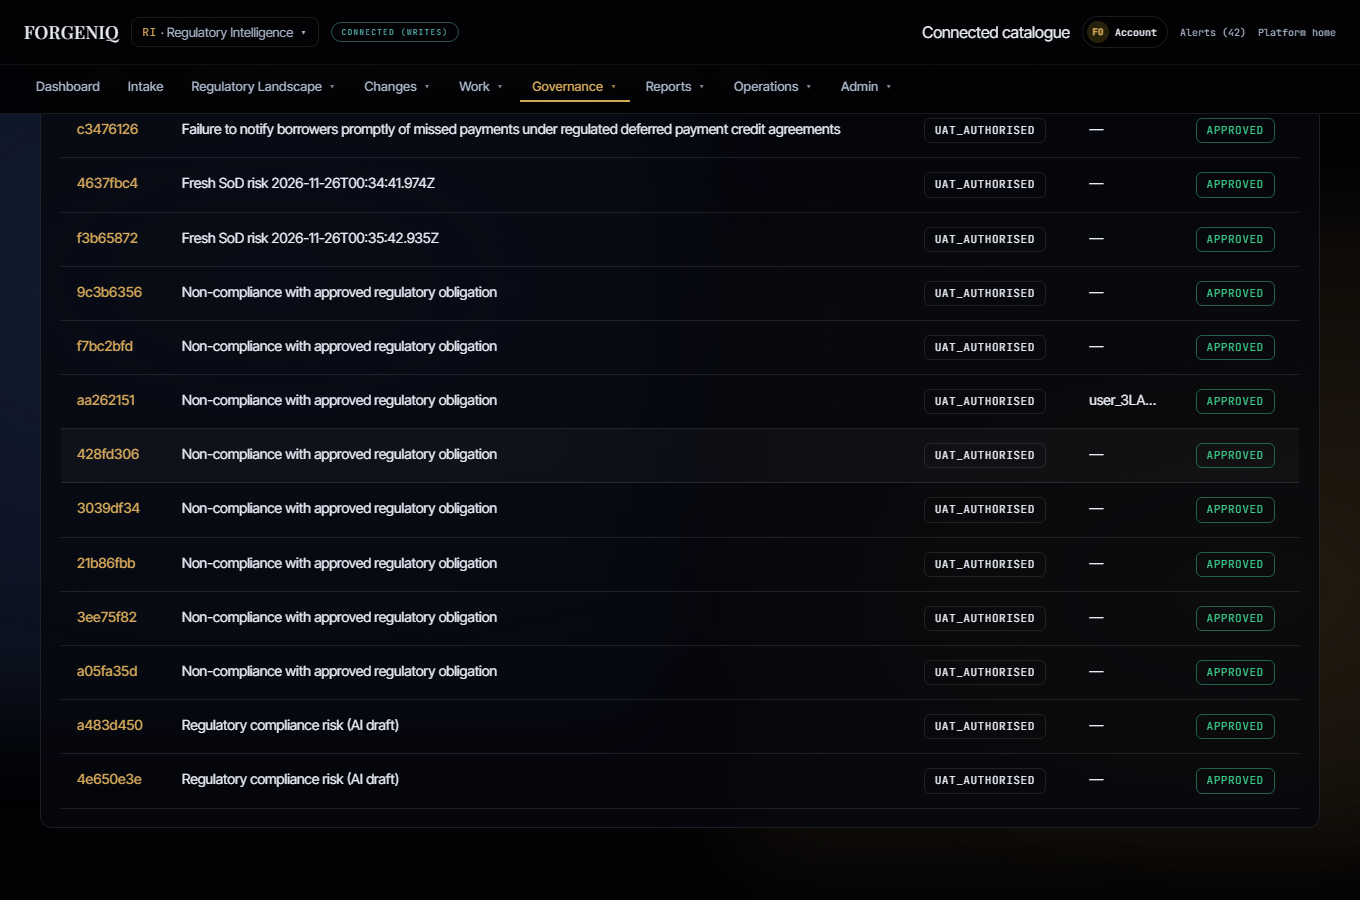 FORGENIQ
RI · Regulatory Intelligence ▾
CONNECTED (WRITES)
Connected catalogue
FO Account
Alerts (42)
Platform home
Dashboard Intake Regulatory Landscape ▾ Changes ▾ Work ▾ Governance ▾ Reports ▾ Operations ▾ Admin ▾
c3476126 Failure to notify borrowers promptly of missed payments under regulated deferred payment credit agreements UAT_AUTHORISED — APPROVED
4637fbc4 Fresh SoD risk 2026-11-26T00:34:41.974Z UAT_AUTHORISED — APPROVED
f3b65872 Fresh SoD risk 2026-11-26T00:35:42.935Z UAT_AUTHORISED — APPROVED
9c3b6356 Non-compliance with approved regulatory obligation UAT_AUTHORISED — APPROVED
f7bc2bfd Non-compliance with approved regulatory obligation UAT_AUTHORISED — APPROVED
aa262151 Non-compliance with approved regulatory obligation UAT_AUTHORISED user_3LA... APPROVED
428fd306 Non-compliance with approved regulatory obligation UAT_AUTHORISED — APPROVED
3039df34 Non-compliance with approved regulatory obligation UAT_AUTHORISED — APPROVED
21b86fbb Non-compliance with approved regulatory obligation UAT_AUTHORISED — APPROVED
3ee75f82 Non-compliance with approved regulatory obligation UAT_AUTHORISED — APPROVED
a05fa35d Non-compliance with approved regulatory obligation UAT_AUTHORISED — APPROVED
a483d450 Regulatory compliance risk (AI draft) UAT_AUTHORISED — APPROVED
4e650e3e Regulatory compliance risk (AI draft) UAT_AUTHORISED — APPROVED